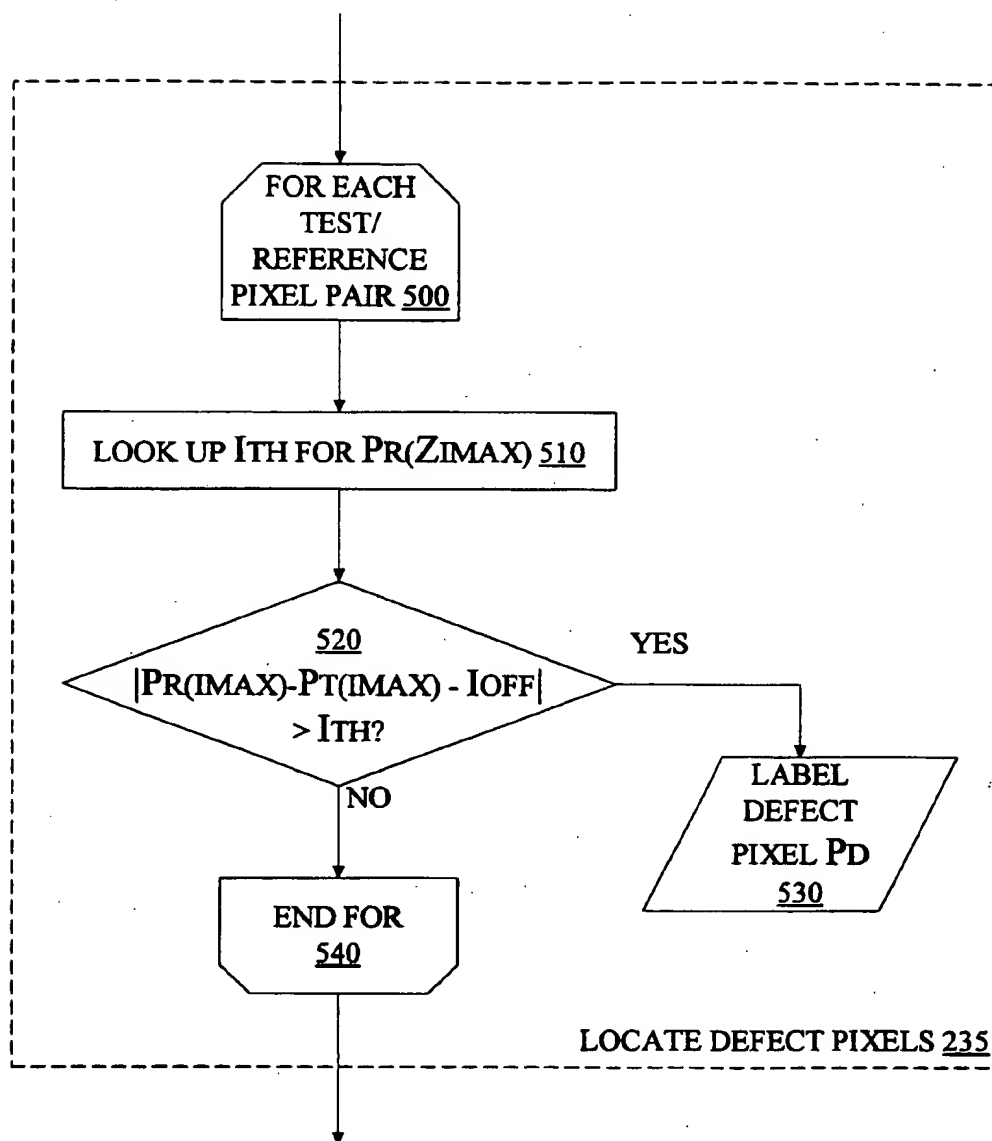 FOR EACH
TEST/
REFERENCE
PIXEL PAIR 500
LOOK UP ITH FOR PR(ZIMAX) 510
520
|PR(IMAX)-PT(IMAX) - IOFF|
> ITH?
YES
NO
LABEL
DEFECT
PIXEL PD
530
END FOR
540
LOCATE DEFECT PIXELS 235